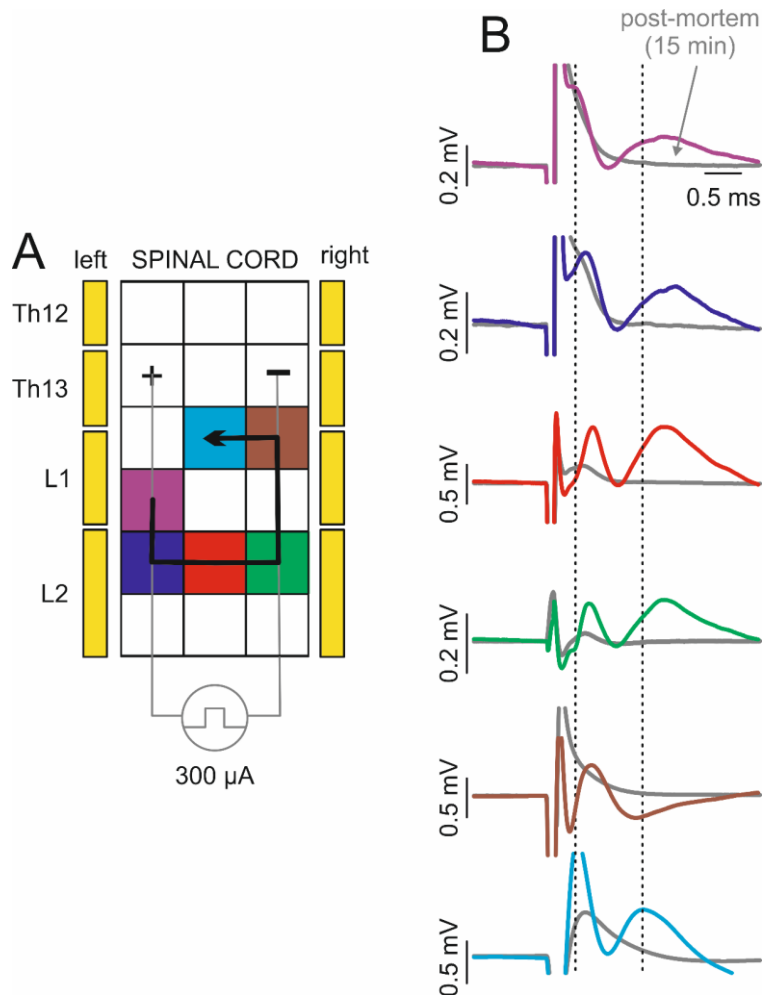 A
left SPINAL CORD right
Th12
Th13
+ −
L1
L2
300 µA
B
post-mortem
(15 min)
0.2 mV
0.5 ms
0.2 mV
0.5 mV
0.2 mV
0.5 mV
0.5 mV